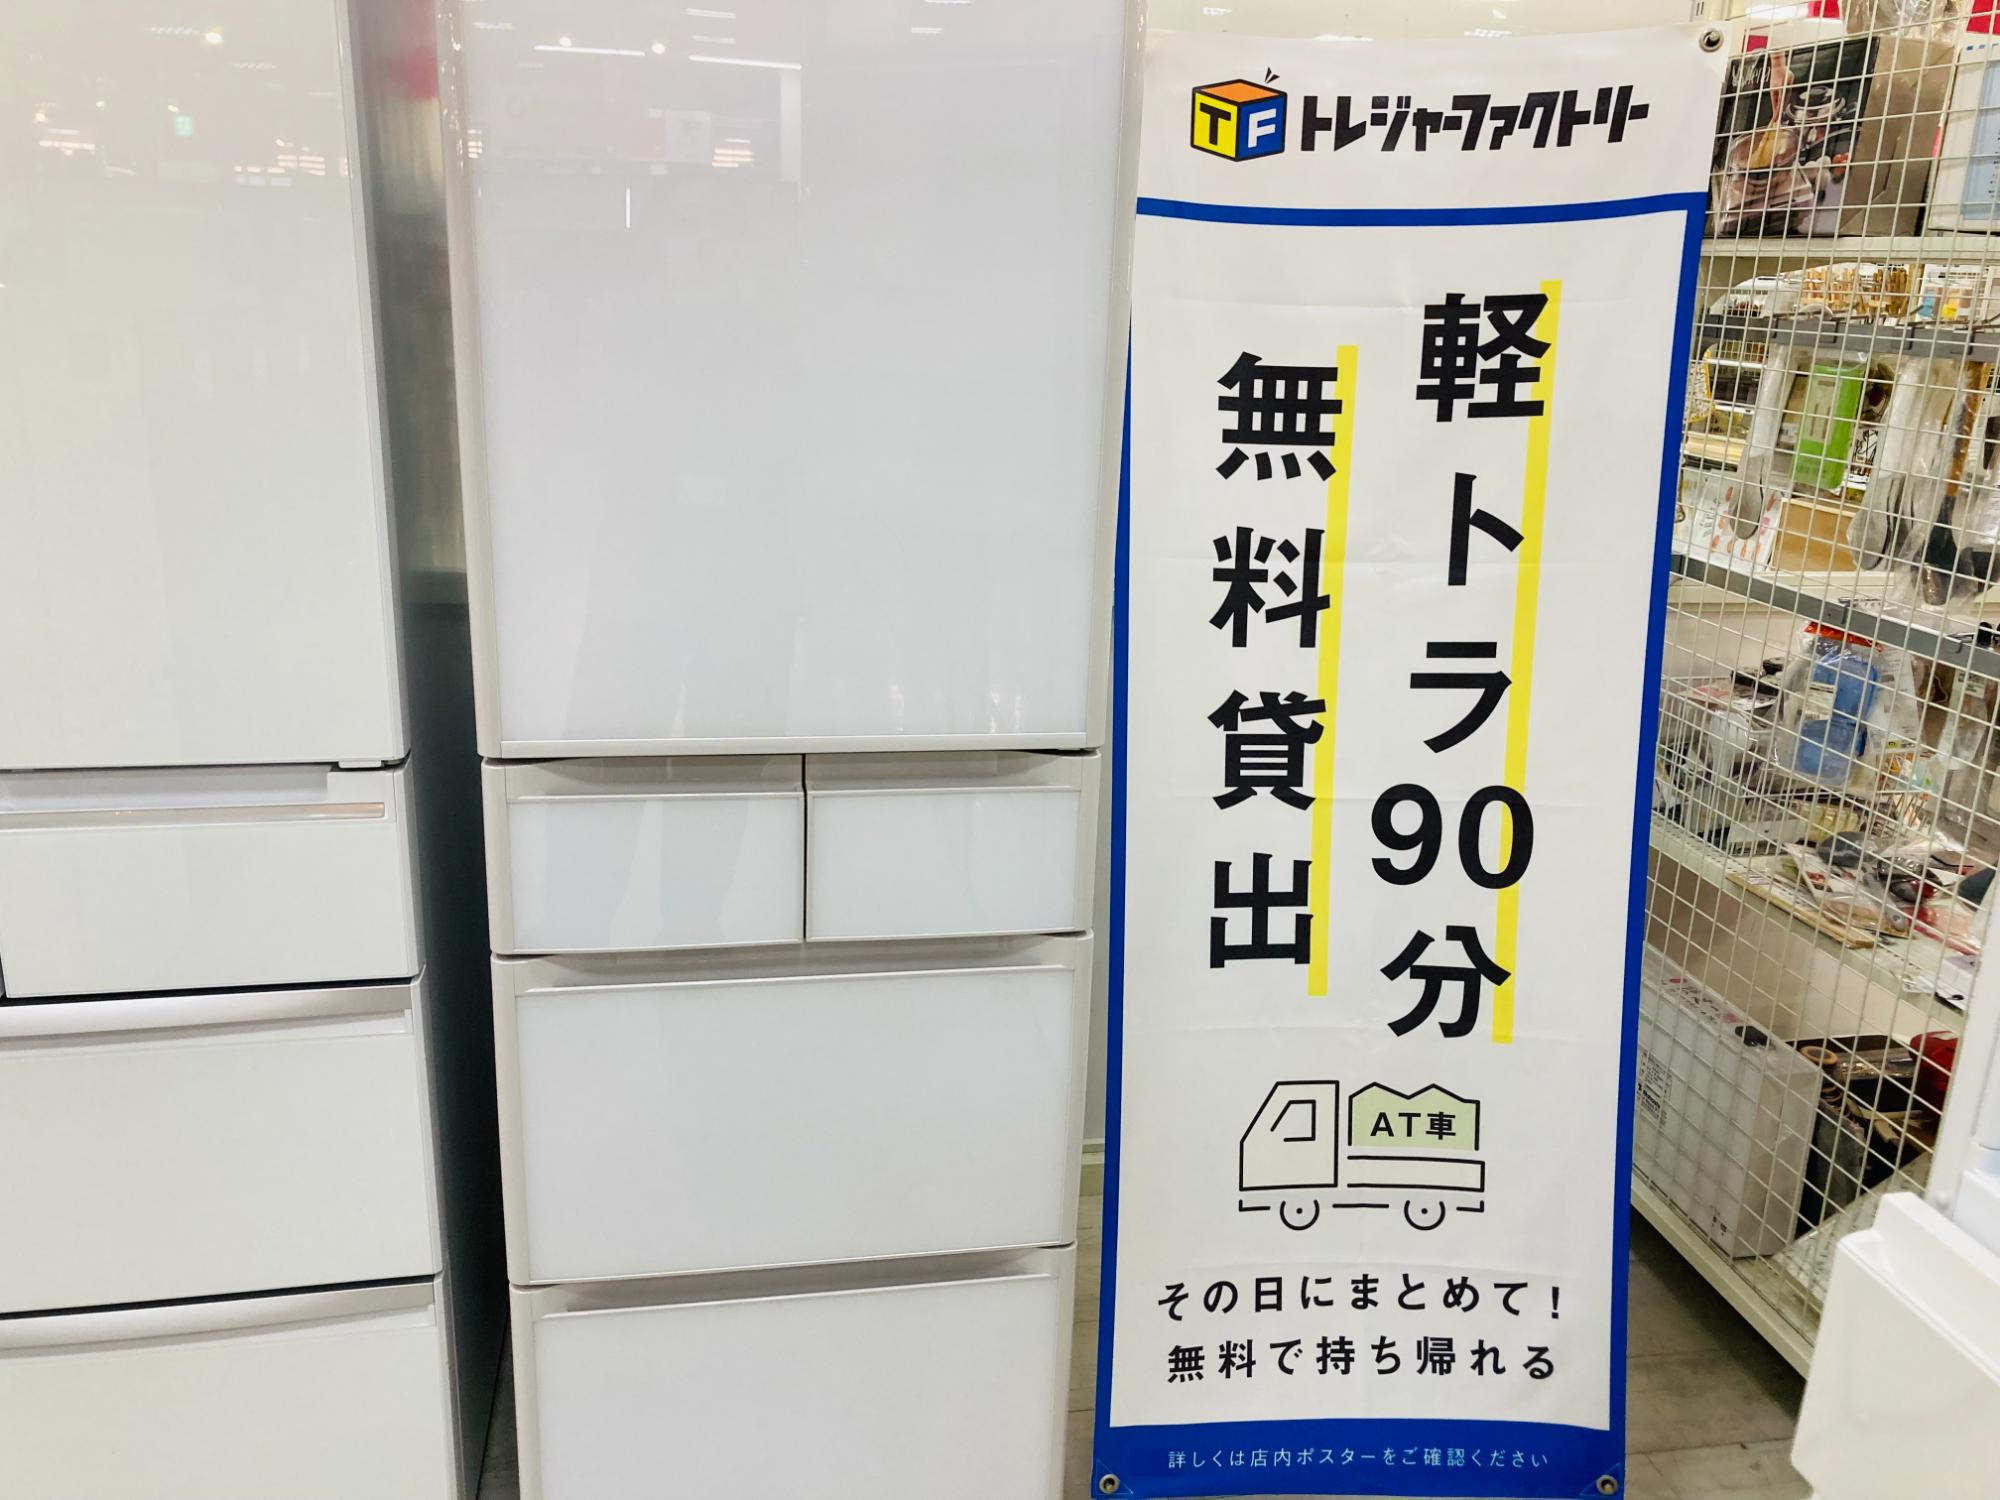 TF トレジャーファクトリー
軽トラ90分
無料貸出
AT車
その日にまとめて!
無料で持ち帰れる
詳しくは店内ポスターをご確認ください